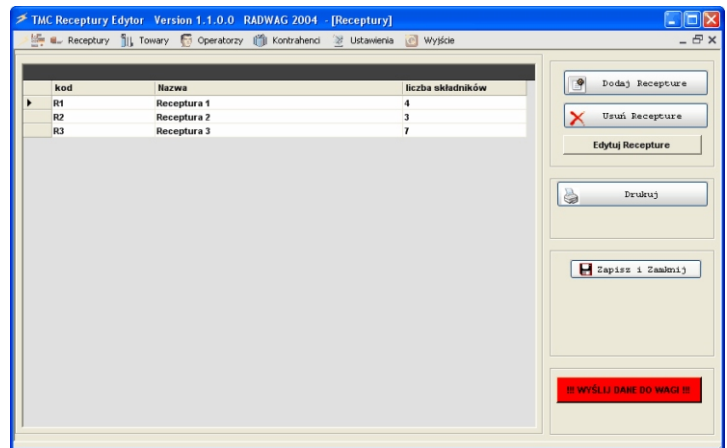 TMC Receptury Edytor Version 1.1.0.0 RADWAG 2004 - [Receptury]
Receptury Towary Operatorzy Kontrahenci Ustawienia Wyjście
kod Nazwa liczba składników
R1 Receptura 1 4
R2 Receptura 2 3
R3 Receptura 3 7
Dodaj Recepture
Usuń Recepture
Edytuj Recepture
Drukuj
Zapisz i Zamknij
!!! WYŚLIJ DANE DO WAGI !!!